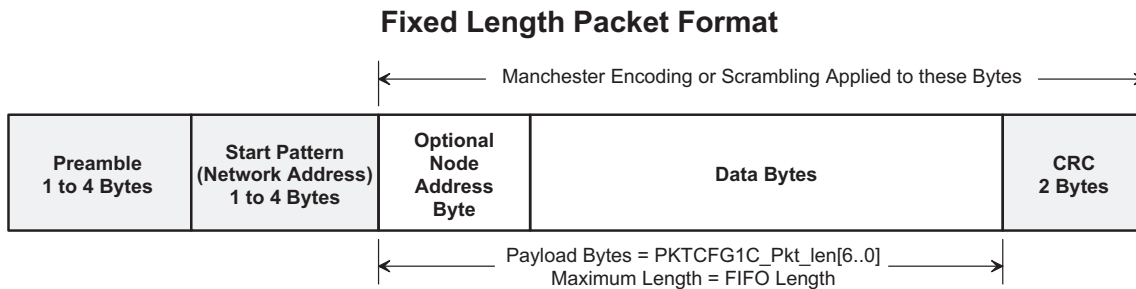 Fixed Length Packet Format
Manchester Encoding or Scrambling Applied to these Bytes
Preamble
1 to 4 Bytes
Start Pattern
(Network Address)
1 to 4 Bytes
Optional
Node
Address
Byte
Data Bytes
CRC
2 Bytes
Payload Bytes = PKTCFG1C_Pkt_len[6..0]
Maximum Length = FIFO Length